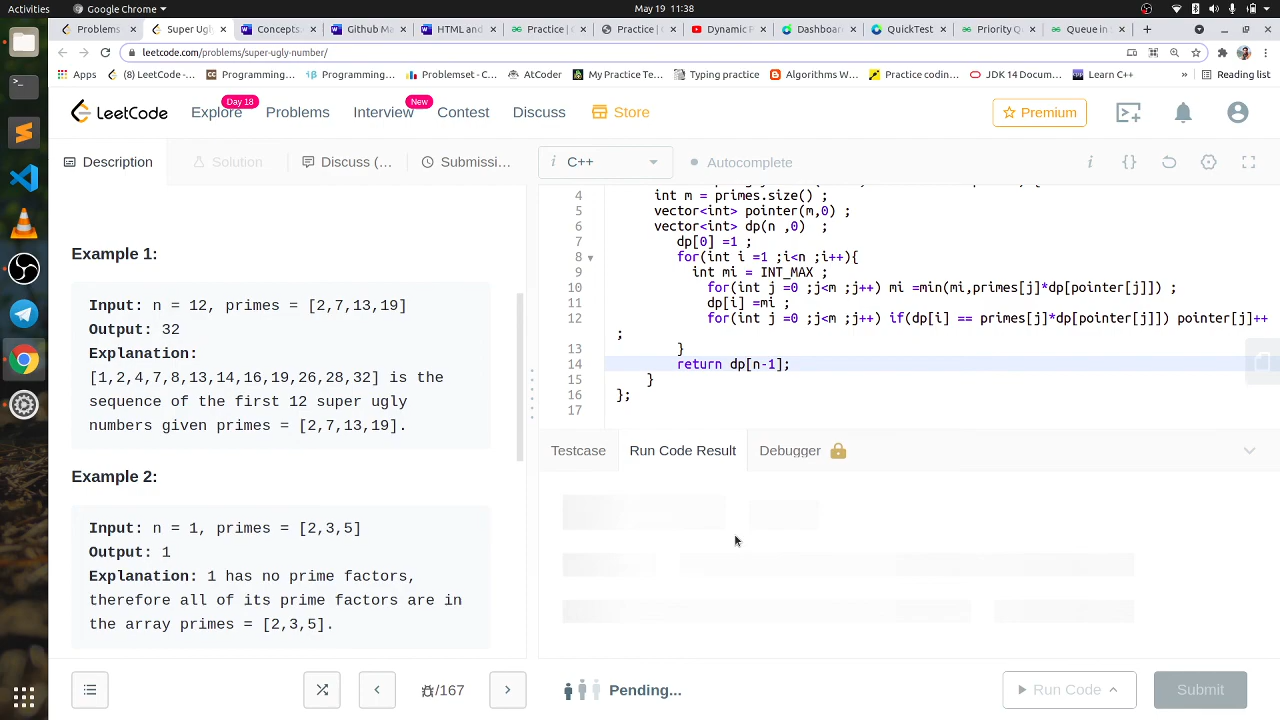 Activities Google Chrome May 19 11:38
Problems Super Ugly Concepts Github Ma HTML and Practice | Practice | Dynamic P Dashboar QuickTest Priority Q Queue in S
leetcode.com/problems/super-ugly-number/
Apps (8) LeetCode -... Programming... Programming... Problemset - C... AtCoder My Practice Te... Typing practice Algorithms W... Practice coding... JDK 14 Docum... Learn C++ » Reading list
LeetCode Explore Day 18 Problems Interview New Contest Discuss Store Premium
Description Solution Discuss (... Submissi... i C++ Autocomplete
Example 1:
Input: n = 12, primes = [2,7,13,19]
Output: 32
Explanation:
[1,2,4,7,8,13,14,16,19,26,28,32] is the
sequence of the first 12 super ugly
numbers given primes = [2,7,13,19].
Example 2:
Input: n = 1, primes = [2,3,5]
Output: 1
Explanation: 1 has no prime factors,
therefore all of its prime factors are in
the array primes = [2,3,5].
4 int m = primes.size() ;
5 vector<int> pointer(m,0) ;
6 vector<int> dp(n ,0) ;
7 dp[0] =1 ;
8 for(int i =1 ;i<n ;i++){
9 int mi = INT_MAX ;
10 for(int j =0 ;j<m ;j++) mi =min(mi,primes[j]*dp[pointer[j]]) ;
11 dp[i] =mi ;
12 for(int j =0 ;j<m ;j++) if(dp[i] == primes[j]*dp[pointer[j]]) pointer[j]++
;
13 }
14 return dp[n-1];
15 }
16 };
17
Testcase Run Code Result Debugger
/167 Pending... Run Code Submit